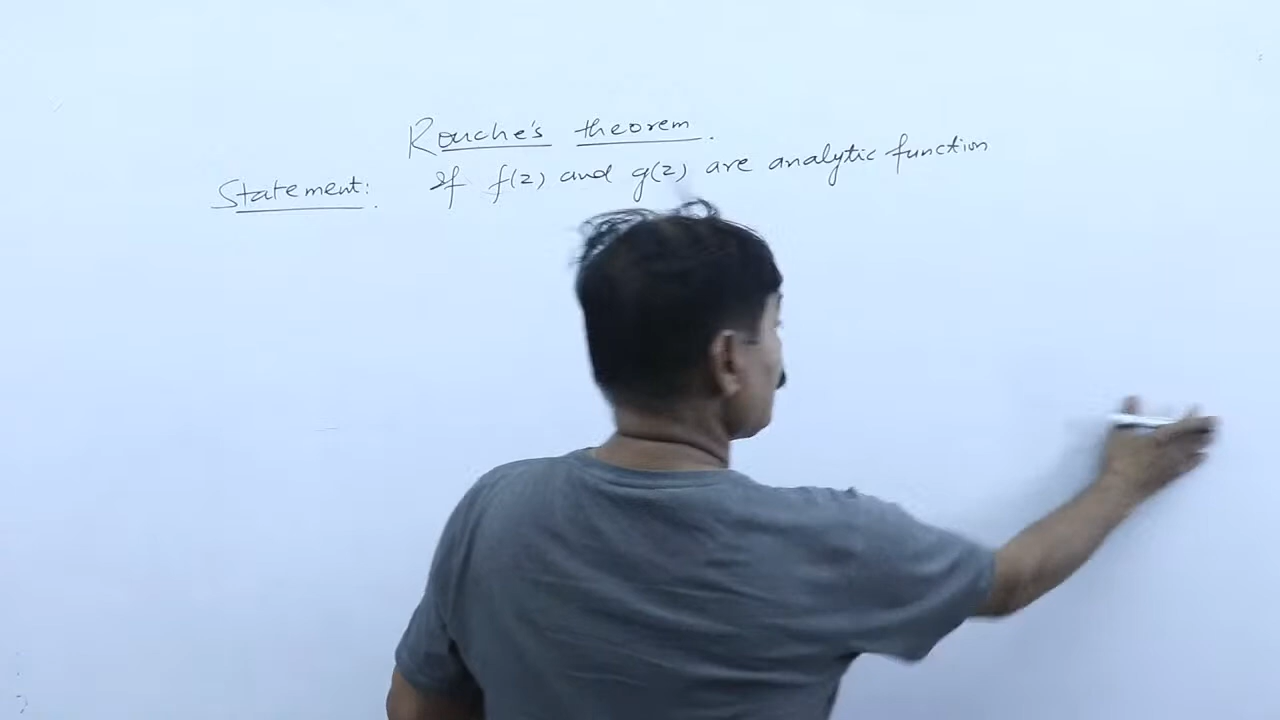 Rouche's theorem.
Statement: If f(z) and g(z) are analytic function